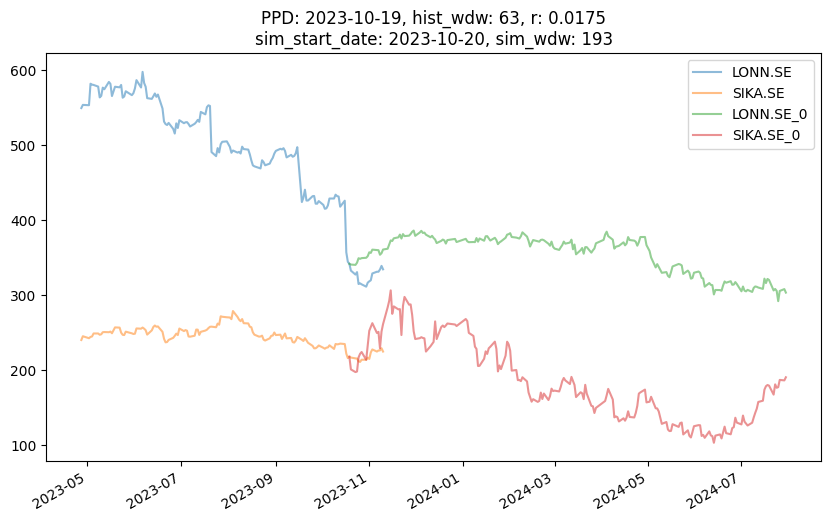 PPD: 2023-10-19, hist_wdw: 63, r: 0.0175
sim_start_date: 2023-10-20, sim_wdw: 193
LONN.SE
SIKA.SE
LONN.SE_0
SIKA.SE_0
600
500
400
300
200
100
2023-05
2023-07
2023-09
2023-11
2024-01
2024-03
2024-05
2024-07